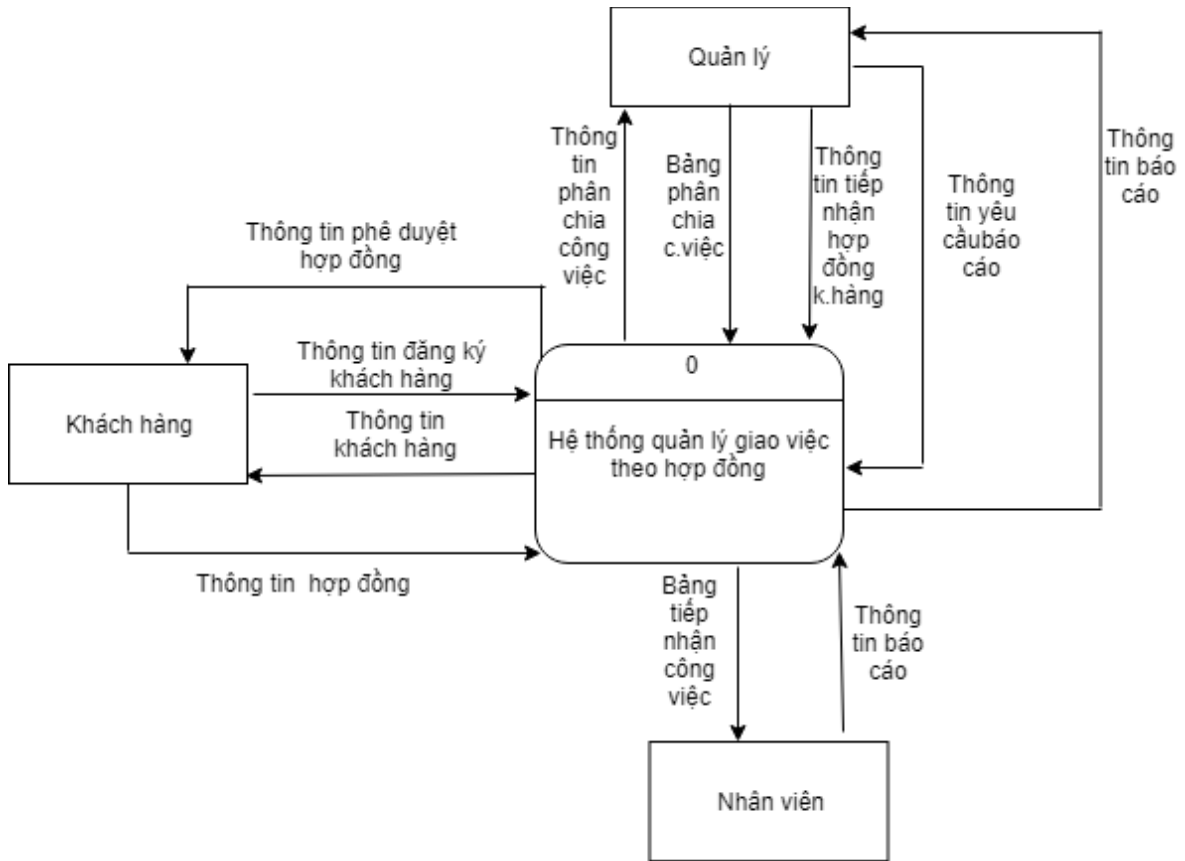 Quản lý
Thông
tin
phân
chia
công
việc
Bảng
phân
chia
c.việc
Thông
tin tiếp
nhận
hợp
đồng
k.hàng
Thông
tin yêu
cầubáo
cáo
Thông
tin báo
cáo
Thông tin phê duyệt
hợp đồng
Thông tin đăng ký
khách hàng
Thông tin
khách hàng
Khách hàng
0
Hệ thống quản lý giao việc
theo hợp đồng
Thông tin hợp đồng
Bảng
tiếp
nhận
công
việc
Thông
tin báo
cáo
Nhân viên